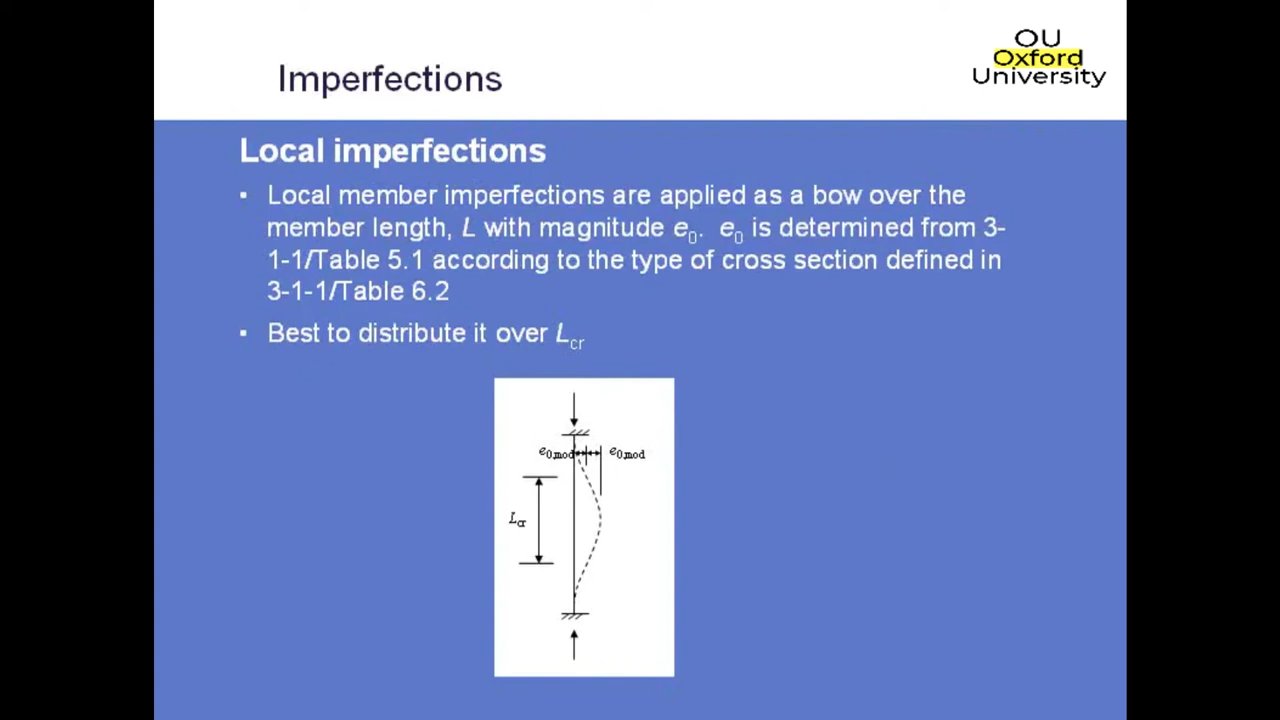 Imperfections
OU
Oxford
University
Local imperfections
▪ Local member imperfections are applied as a bow over the
member length, L with magnitude e0. e0 is determined from 3-
1-1/Table 5.1 according to the type of cross section defined in
3-1-1/Table 6.2
▪ Best to distribute it over Lcr
e0,mod e0,mod
Lcr